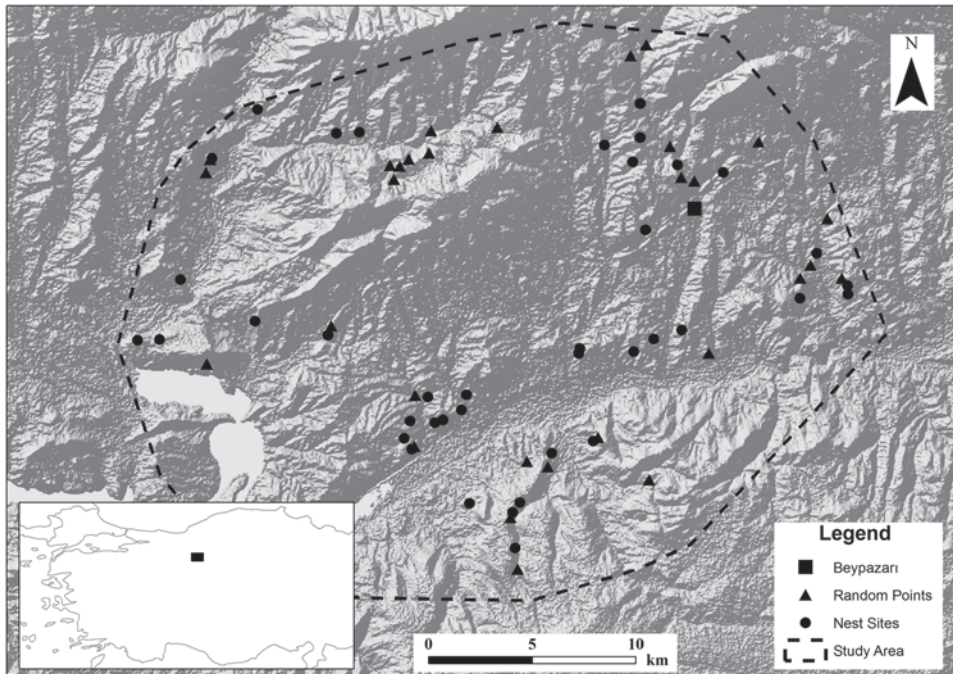 N
Legend
Beypazarı
Random Points
Nest Sites
Study Area
0 5 10
km